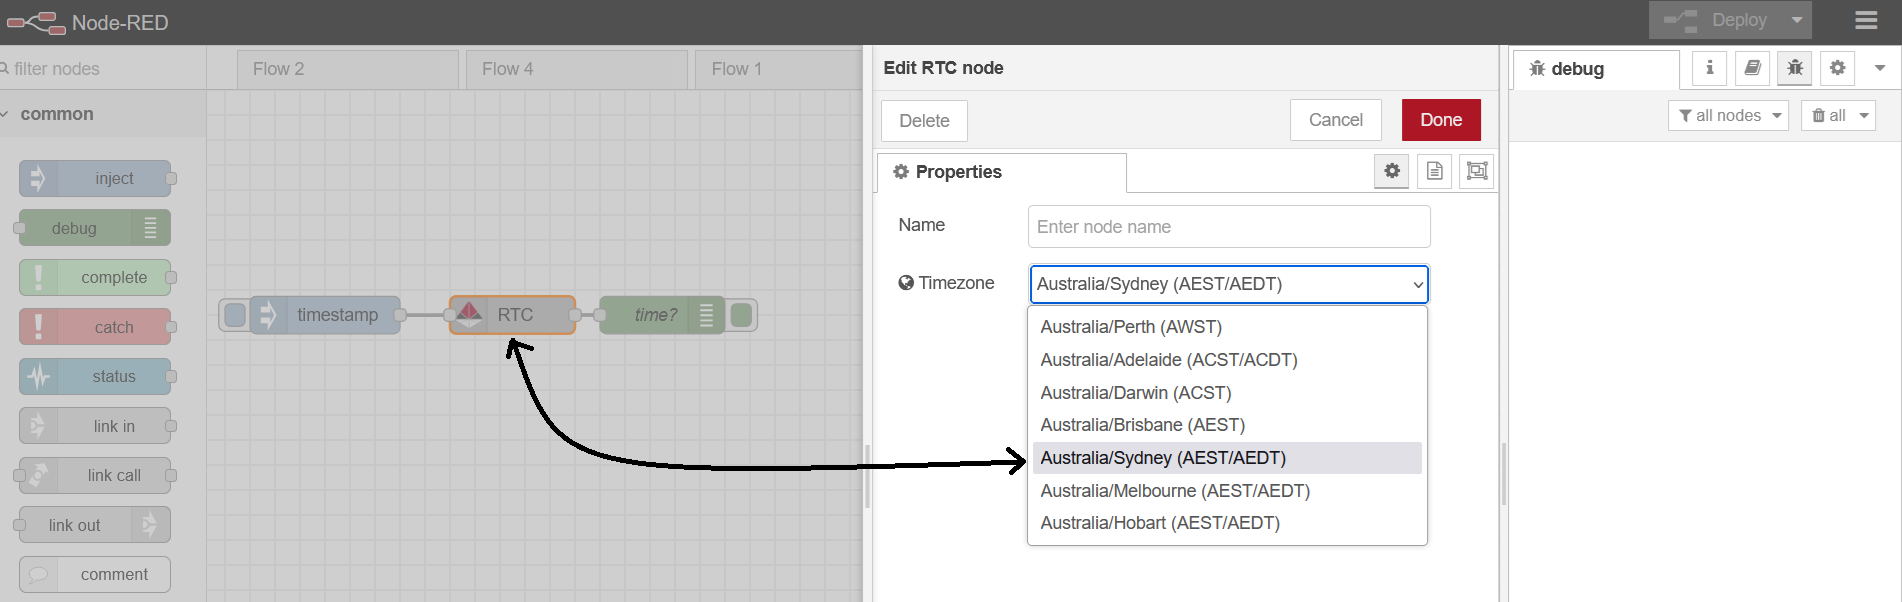 Node-RED
Deploy
filter nodes
Flow 2
Flow 4
Flow 1
common
inject
debug
complete
catch
status
link in
link call
link out
comment
timestamp
RTC
time?
Edit RTC node
Delete
Cancel
Done
Properties
Name
Enter node name
Timezone
Australia/Sydney (AEST/AEDT)
Australia/Perth (AWST)
Australia/Adelaide (ACST/ACDT)
Australia/Darwin (ACST)
Australia/Brisbane (AEST)
Australia/Sydney (AEST/AEDT)
Australia/Melbourne (AEST/AEDT)
Australia/Hobart (AEST/AEDT)
debug
all nodes
all